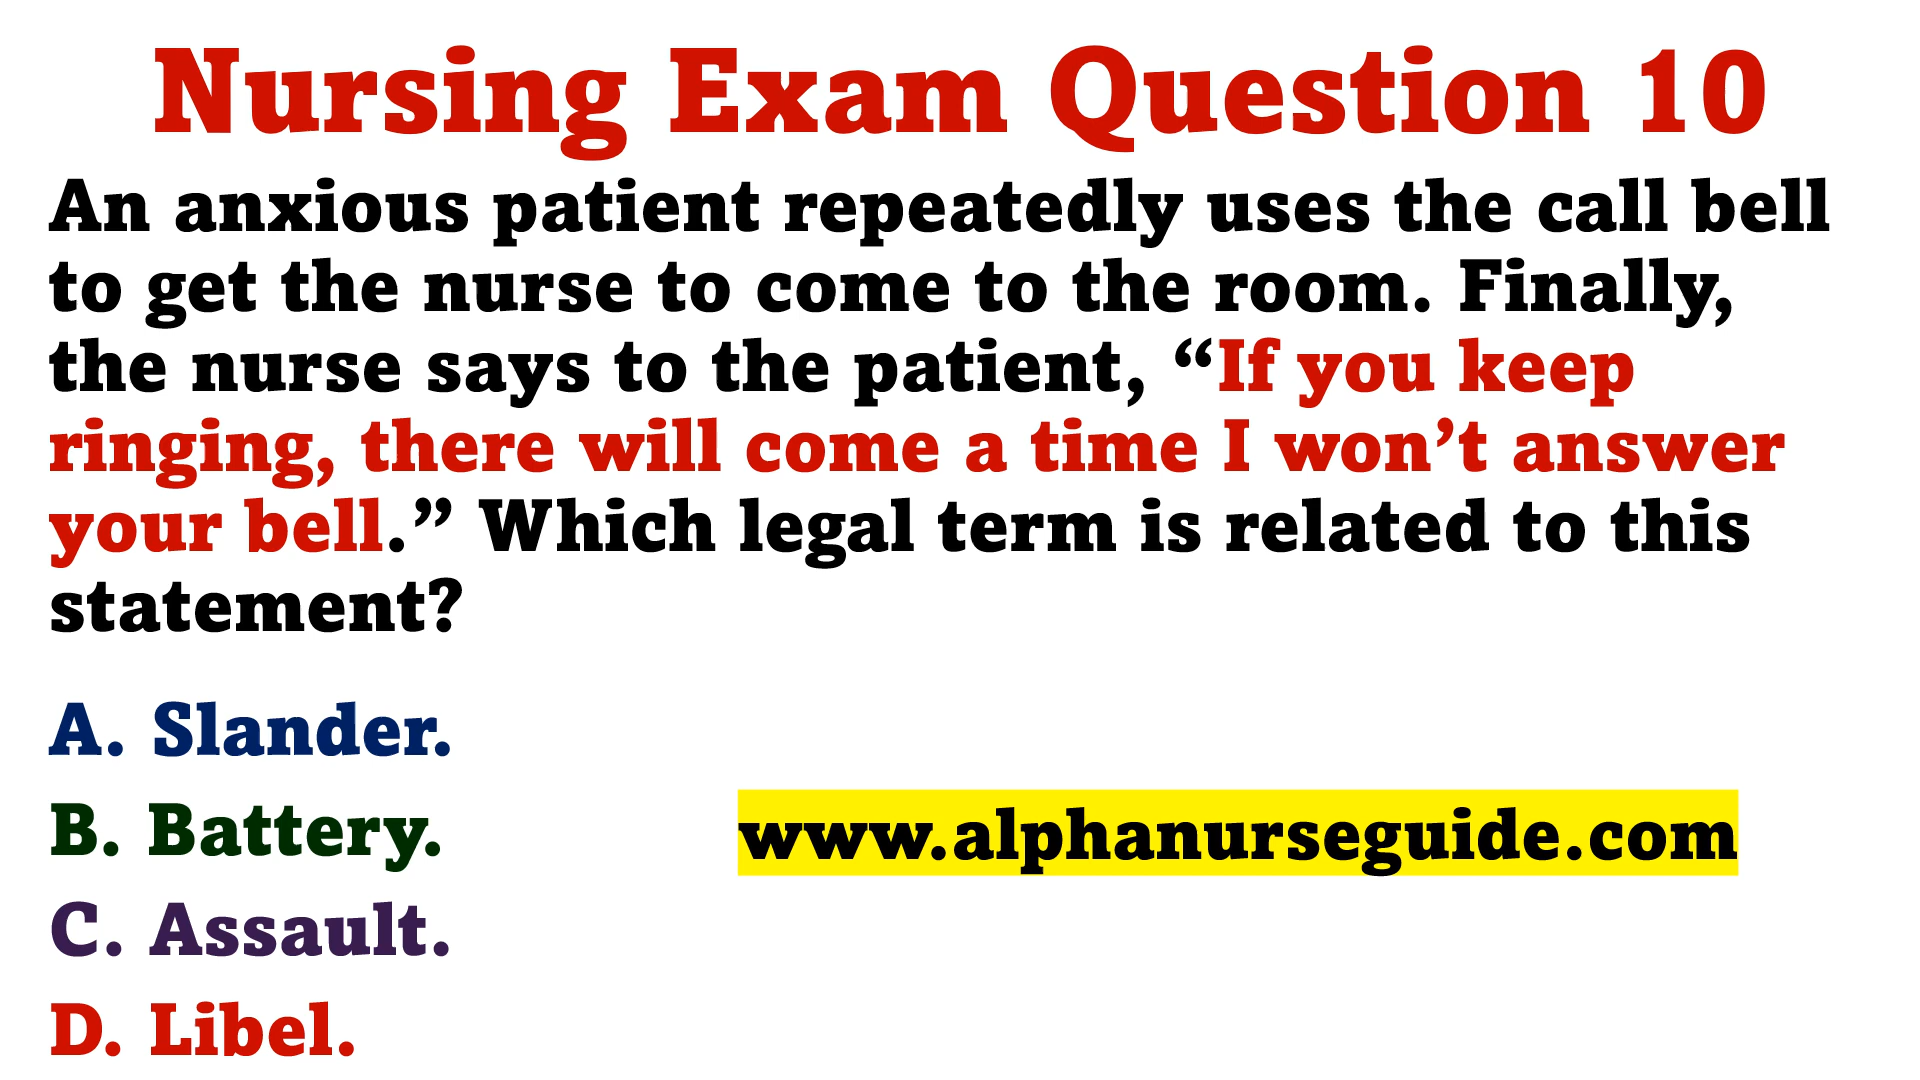 Nursing Exam Question 10
An anxious patient repeatedly uses the call bell
to get the nurse to come to the room. Finally,
the nurse says to the patient, “If you keep
ringing, there will come a time I won’t answer
your bell.” Which legal term is related to this
statement?
A. Slander.
B. Battery.
www.alphanurseguide.com
C. Assault.
D. Libel.